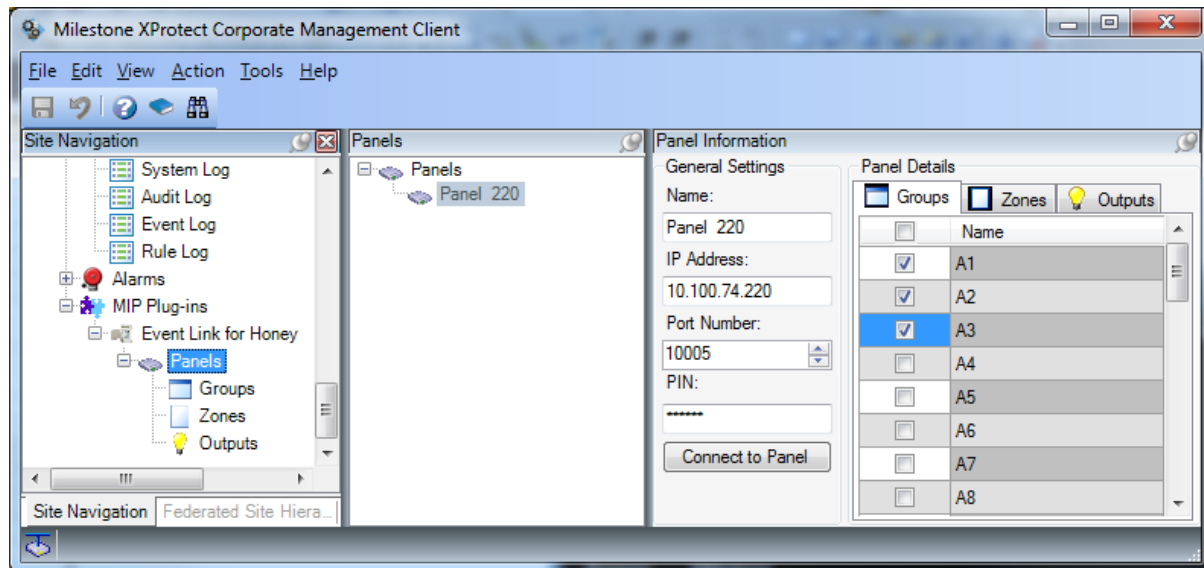 Milestone XProtect Corporate Management Client
File Edit View Action Tools Help
Site Navigation
System Log
Audit Log
Event Log
Rule Log
Alarms
MIP Plug-ins
Event Link for Honey
Panels
Groups
Zones
Outputs
Site Navigation
Federated Site Hiera...
Panels
Panels
Panel 220
Panel Information
General Settings
Name:
Panel 220
IP Address:
10.100.74.220
Port Number:
10005
PIN:
******
Connect to Panel
Panel Details
Groups Zones Outputs
Name
A1
A2
A3
A4
A5
A6
A7
A8